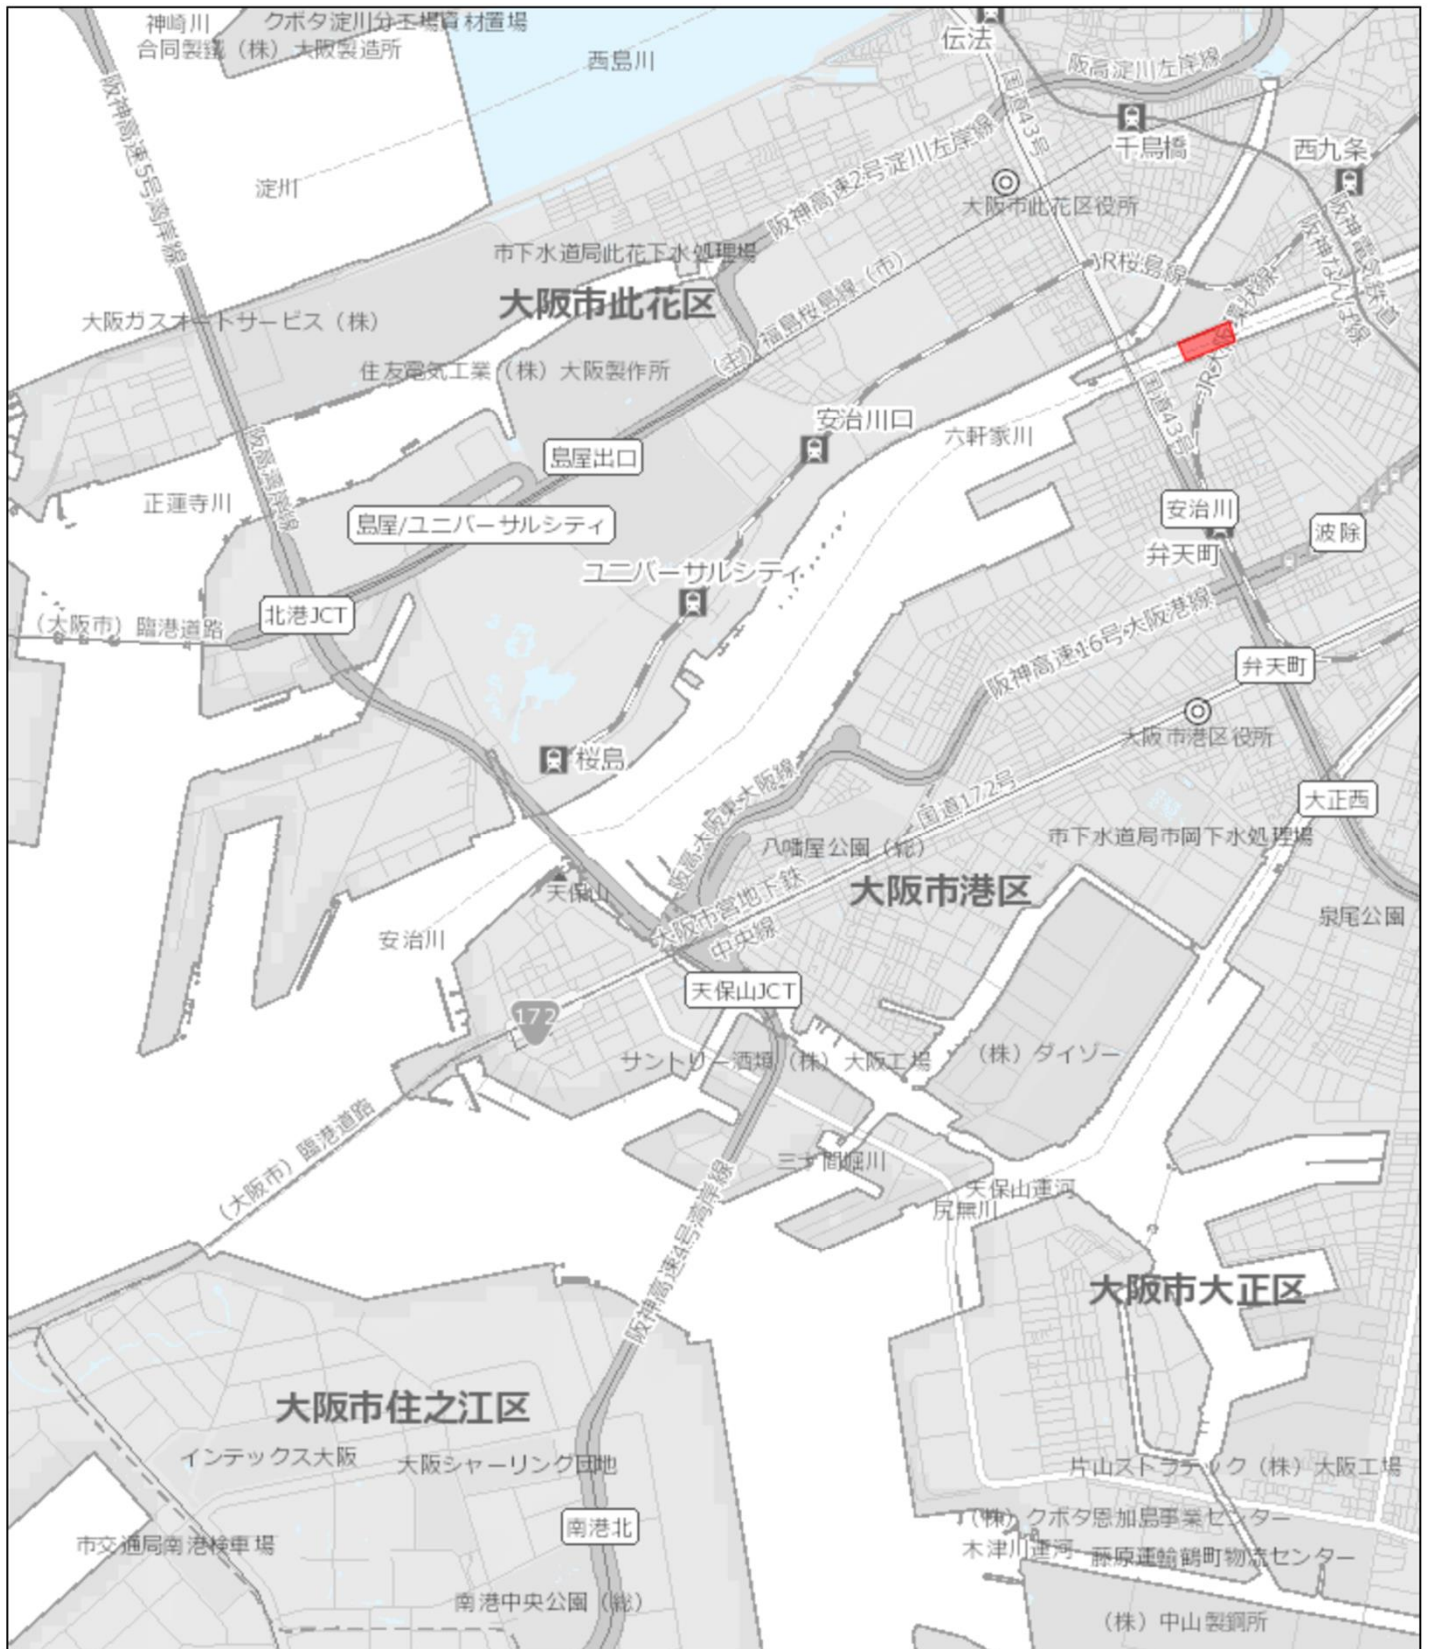 神崎川
クボタ淀川分工場資材置場
合同製鐵（株）大阪製造所
西島川
伝法
阪高淀川左岸線
国道43号
千鳥橋
西九条
阪神高速5号湾岸線
淀川
大阪市此花区役所
阪神高速2号淀川左岸線
阪神電気鉄道
阪神なんば線
市下水道局此花下水処理場
JR桜島線
大阪市此花区
（主）福島桜島線（市）
大阪ガスオートサービス（株）
住友電気工業（株）大阪製作所
国道43号
安治川口
六軒家川
阪高湾岸線
島屋出口
正蓮寺川
島屋/ユニバーサルシティ
安治川
波除
弁天町
ユニバーサルシティ
北港JCT
（大阪市）臨港道路
阪神高速16号大阪港線
弁天町
大阪市港区役所
桜島
大正西
阪高大阪東大阪線
国道172号
市下水道局市岡下水処理場
八幡屋公園（総）
天保山
大阪市港区
大阪市営地下鉄
中央線
泉尾公園
安治川
天保山JCT
172
サントリー酒類（株）大阪工場
（株）ダイゾー
（大阪市）臨港道路
三十間堀川
天保山運河
尻無川
阪神高速4号湾岸線
大阪市大正区
大阪市住之江区
インテックス大阪
大阪シャーリング団地
片山ストラテック（株）大阪工場
南港北
（株）クボタ恩加島事業センター
市交通局南港検車場
木津川運河
藤原運輸鶴町物流センター
南港中央公園（総）
（株）中山製鋼所